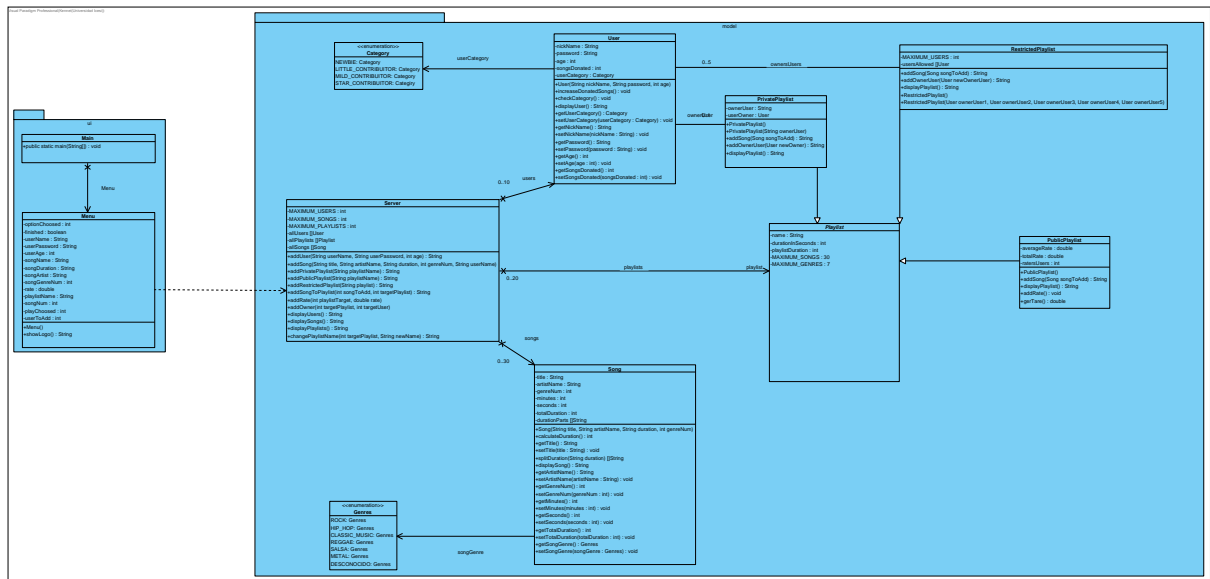 Visual Paradigm Professional(Hernn(Universidad Icesi))
model
<<enumeration>>
Category
NEWBIE: Category
LITTLE_CONTRIBUITOR: Category
MILD_CONTRIBUITOR: Category
STAR_CONTRIBUITOR: Catgiry
userCategory
User
-nickName : String
-password : String
-age : int
-songsDonated : int
-userCategory : Category
+User(String nickName, String password, int age)
+increaseDonatedSongs() : void
+checkCategory() : void
+displayUser() : String
+getUserCategory() : Category
+setUserCategory(userCategory : Category) : void
+getNickName() : String
+setNickName(nickName : String) : void
+getPassword() : String
+setPassword(password : String) : void
+getAge() : int
+setAge(age : int) : void
+getSongsDonated() : int
+setSongsDonated(songsDonated : int) : void
0..5
ownersUsers
RestrictedPlaylist
-MAXIMUM_USERS : int
-usersAllowed []User
+addSong(Song songToAdd) : String
+addOwnerUser(User newOwnerUser) : String
+displayPlaylist() : String
+RestrictedPlaylist()
+RestrictedPlaylist(User ownerUser1, User ownerUser2, User ownerUser3, User ownerUser4, User ownerUser5)
PrivatePlaylist
-ownerUser : String
-userOwner : User
+PrivatePlaylist()
+PrivatePlaylist(String ownerUser)
+addSong(Song songToAdd) : String
+addOwnerUser(User newOwner) : String
+displayPlaylist() : String
ui
Main
+public static main(String[]) : void
Menu
Menu
-optionChoosed : int
-finished : boolean
-userName : String
-userPassword : String
-userAge : int
-songName : String
-songDuration : String
-songArtist : String
-songGenreNum : int
-rate : double
-playlistName : String
-songNum : int
-playChoosed : int
-userToAdd : int
+Menu()
+showLogo() : String
0..10
users
Server
-MAXIMUM_USERS : int
-MAXIMUM_SONGS : int
-MAXIMUM_PLAYLISTS : int
-allUsers []User
-allPlaylists []Playlist
-allSongs []Song
+addUser(String userName, String userPassword, int age) : String
+addSong(String title, String artistName, String duration, int genreNum, String userName)
+addPrivatePlaylist(String playlistName) : String
+addPublicPlaylist(String playlistName) : String
+addRestrictedPlaylist(String playlist) : String
+addSongToPlaylist(int songToAdd, int targetPlaylist) : String
+addRate(int playlistTarget, double rate)
+addOwner(int targetPlaylist, int targetUser)
+displayUsers() : String
+displaySongs() : String
+displayPlaylists() : String
+changePlaylistName(int targetPlaylist, String newName) : String
playlists
playlist
0..20
Playlist
-name : String
-durationInSeconds : int
-playlistDuration : int
-MAXIMUM_SONGS : 30
-MAXIMUM_GENRES : 7
PublicPlaylist
-averageRate : double
-totalRate : double
-ratersUsers : int
+PublicPlaylist()
+addSong(Song songToAdd) : String
+displayPlaylist() : String
+addRate() : void
+gerTare() : double
songs
0..30
Song
-title : String
-artistName : String
-genreNum : int
-minutes : int
-seconds : int
-totalDuration : int
-durationParts []String
+Song(String title, String artistName, String duration, int genreNum)
+calculateDuration() : int
+getTitle() : String
+setTitle(title : String) : void
+splitDuration(String duration) []String
+displaySong() : String
+getArtistName() : String
+setArtistName(artistName : String) : void
+getGenreNum() : int
+setGenreNum(genreNum : int) : void
+getMinutes() : int
+setMinutes(minutes : int) : void
+getSeconds() : int
+setSeconds(seconds : int) : void
+getTotalDuration() : int
+setTotalDuration(totalDuration : int) : void
+getSongGenre() : Genres
+setSongGenre(songGenre : Genres) : void
<<enumeration>>
Genres
ROCK: Genres
HIP_HOP: Genres
CLASSIC_MUSIC: Genres
REGGAE: Genres
SALSA: Genres
METAL: Genres
DESCONOCIDO: Genres
songGenre